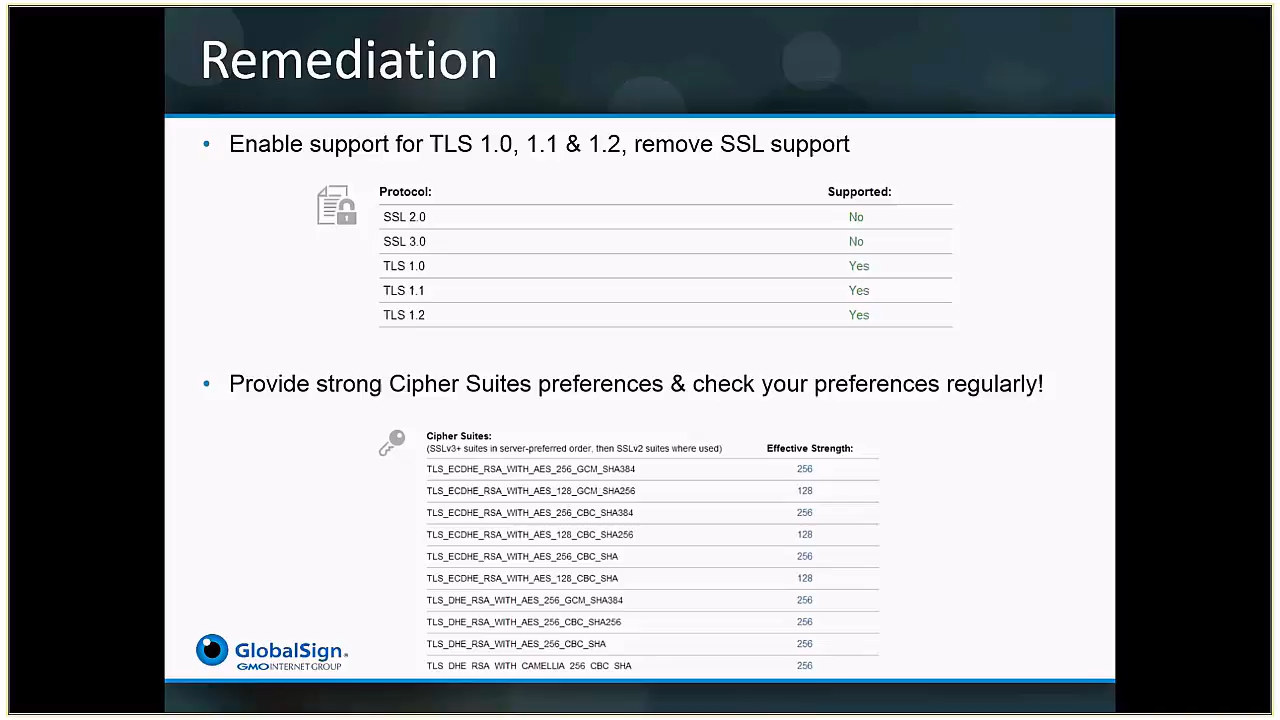 Remediation
• Enable support for TLS 1.0, 1.1 & 1.2, remove SSL support
Protocol: Supported:
SSL 2.0 No
SSL 3.0 No
TLS 1.0 Yes
TLS 1.1 Yes
TLS 1.2 Yes
• Provide strong Cipher Suites preferences & check your preferences regularly!
Cipher Suites:
(SSLv3+ suites in server-preferred order, then SSLv2 suites where used) Effective Strength:
TLS_ECDHE_RSA_WITH_AES_256_GCM_SHA384 256
TLS_ECDHE_RSA_WITH_AES_128_GCM_SHA256 128
TLS_ECDHE_RSA_WITH_AES_256_CBC_SHA384 256
TLS_ECDHE_RSA_WITH_AES_128_CBC_SHA256 128
TLS_ECDHE_RSA_WITH_AES_256_CBC_SHA 256
TLS_ECDHE_RSA_WITH_AES_128_CBC_SHA 128
TLS_DHE_RSA_WITH_AES_256_GCM_SHA384 256
TLS_DHE_RSA_WITH_AES_256_CBC_SHA256 256
TLS_DHE_RSA_WITH_AES_256_CBC_SHA 256
TLS_DHE_RSA_WITH_CAMELLIA_256_CBC_SHA 256
GlobalSign
GMO INTERNET GROUP